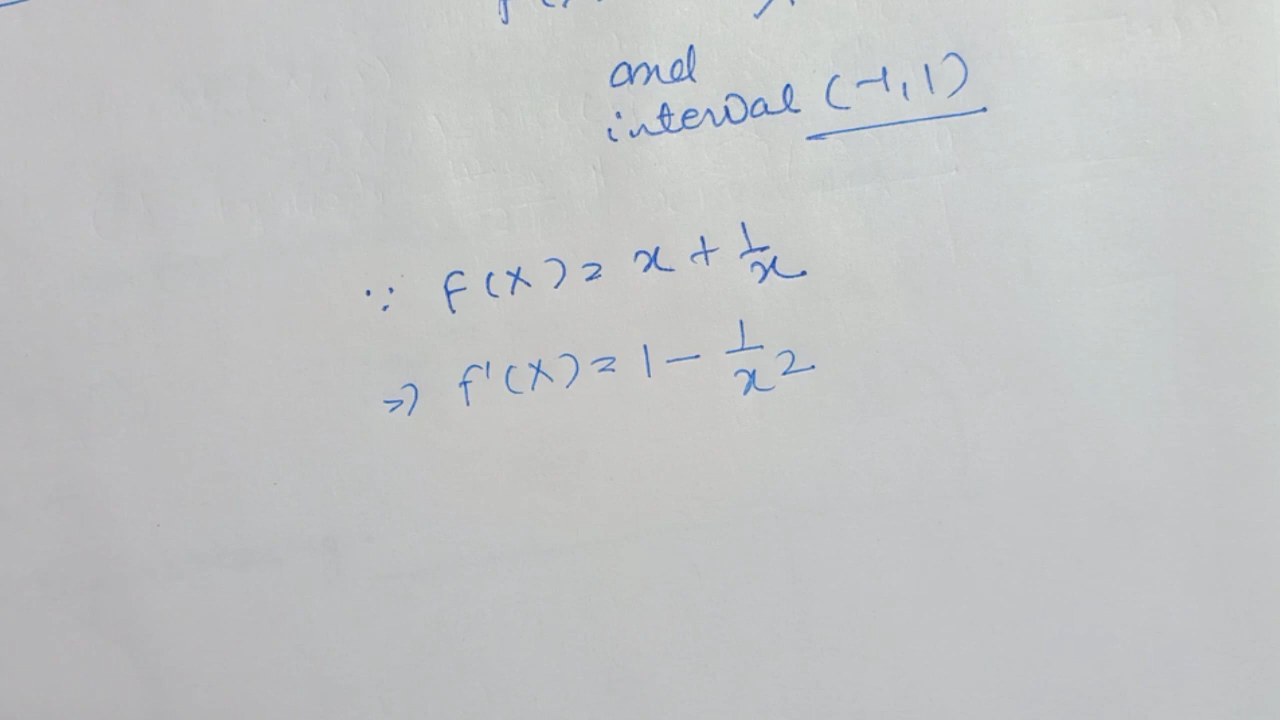 and
interval (-1,1)
∵ f(x) = x + 1/x
⇒ f'(x) = 1 - 1/x2